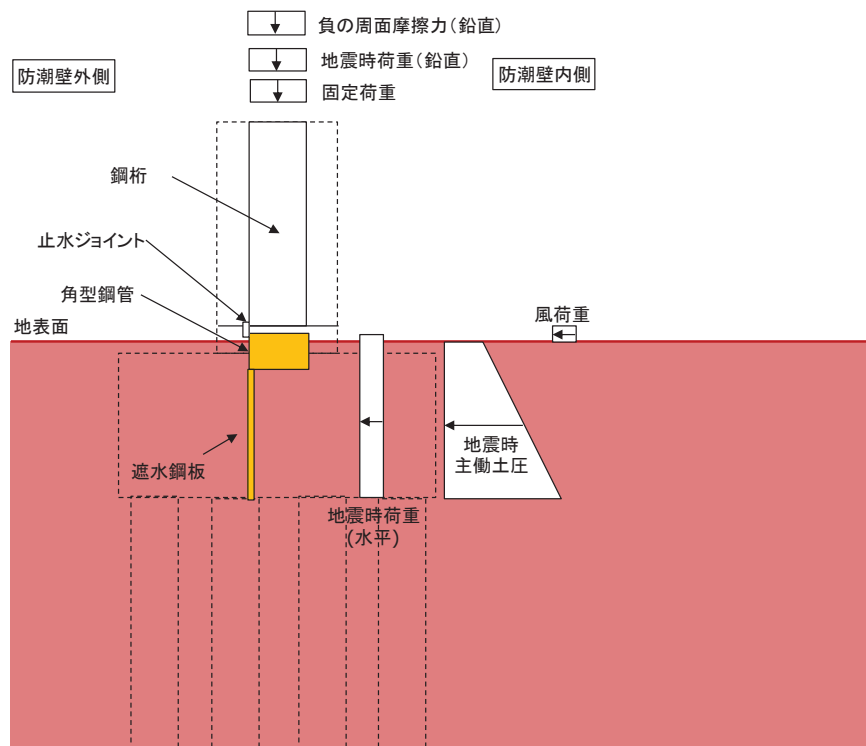 負の周面摩擦力(鉛直)
地震時荷重(鉛直)
固定荷重
防潮壁外側
防潮壁内側
鋼桁
止水ジョイント
角型鋼管
地表面
風荷重
遮水鋼板
地震時
主働土圧
地震時荷重
(水平)